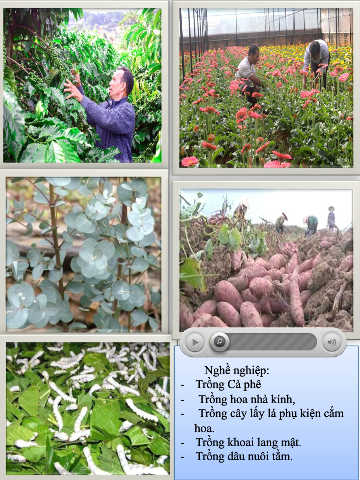 Nghề nghiệp:
- Trồng Cà phê
- Trồng hoa nhà kính,
- Trồng cây lấy lá phụ kiện cắm
hoa.
- Trồng khoai lang mật.
- Trồng dâu nuôi tằm.